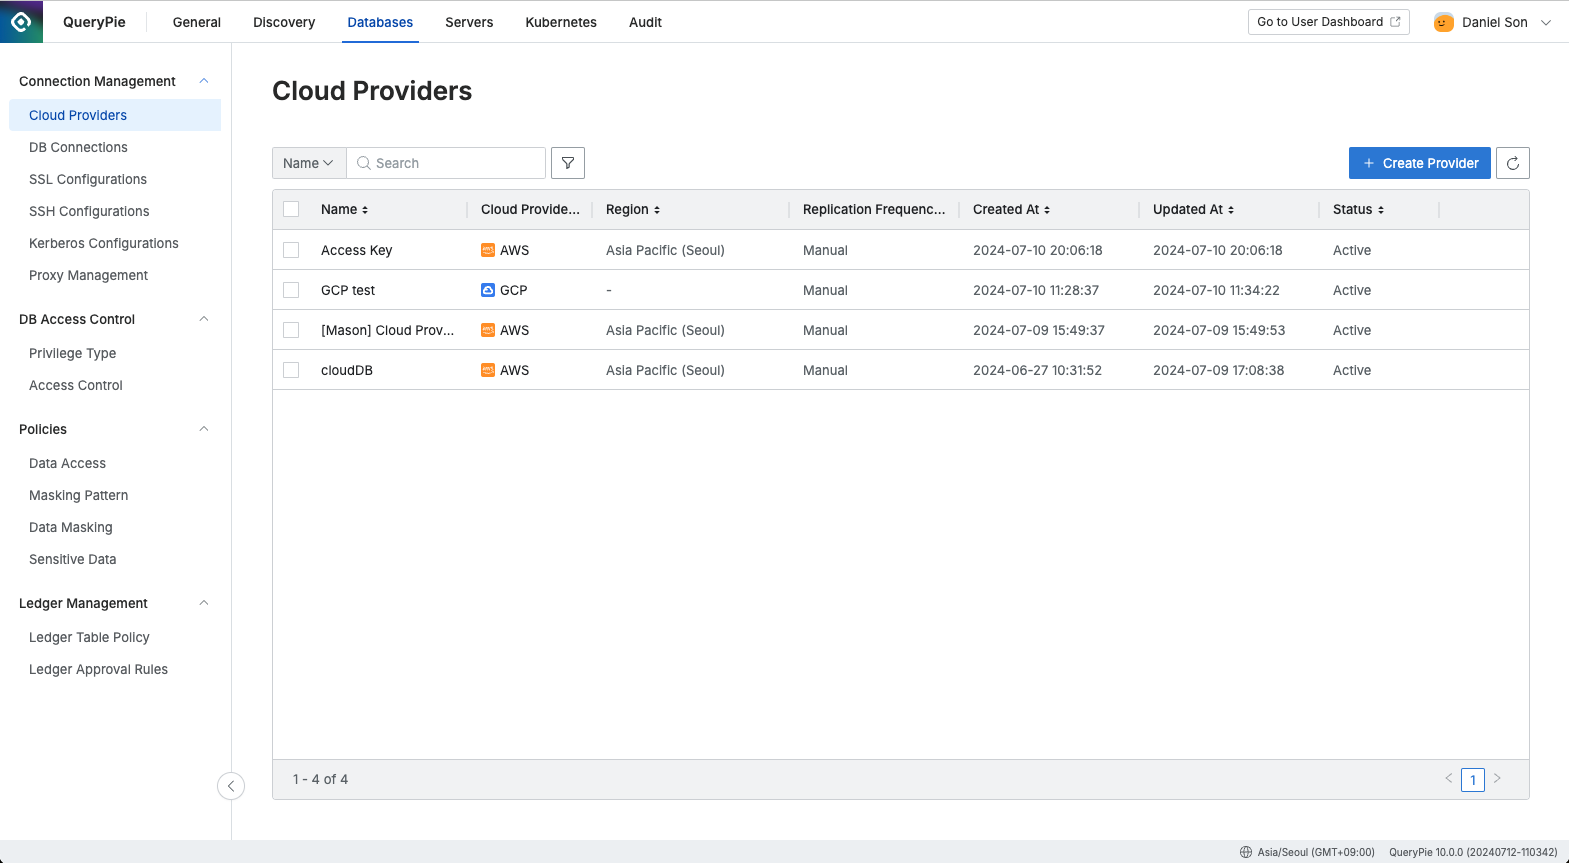 QueryPie General Discovery Databases Servers Kubernetes Audit Go to User Dashboard Daniel Son
Connection Management
Cloud Providers
DB Connections
SSL Configurations
SSH Configurations
Kerberos Configurations
Proxy Management
DB Access Control
Privilege Type
Access Control
Policies
Data Access
Masking Pattern
Data Masking
Sensitive Data
Ledger Management
Ledger Table Policy
Ledger Approval Rules
Cloud Providers
Name Search Create Provider
Name Cloud Provide... Region Replication Frequenc... Created At Updated At Status
Access Key AWS Asia Pacific (Seoul) Manual 2024-07-10 20:06:18 2024-07-10 20:06:18 Active
GCP test GCP - Manual 2024-07-10 11:28:37 2024-07-10 11:34:22 Active
[Mason] Cloud Prov... AWS Asia Pacific (Seoul) Manual 2024-07-09 15:49:37 2024-07-09 15:49:53 Active
cloudDB AWS Asia Pacific (Seoul) Manual 2024-06-27 10:31:52 2024-07-09 17:08:38 Active
1 - 4 of 4 1
Asia/Seoul (GMT+09:00) QueryPie 10.0.0 (20240712-110342)